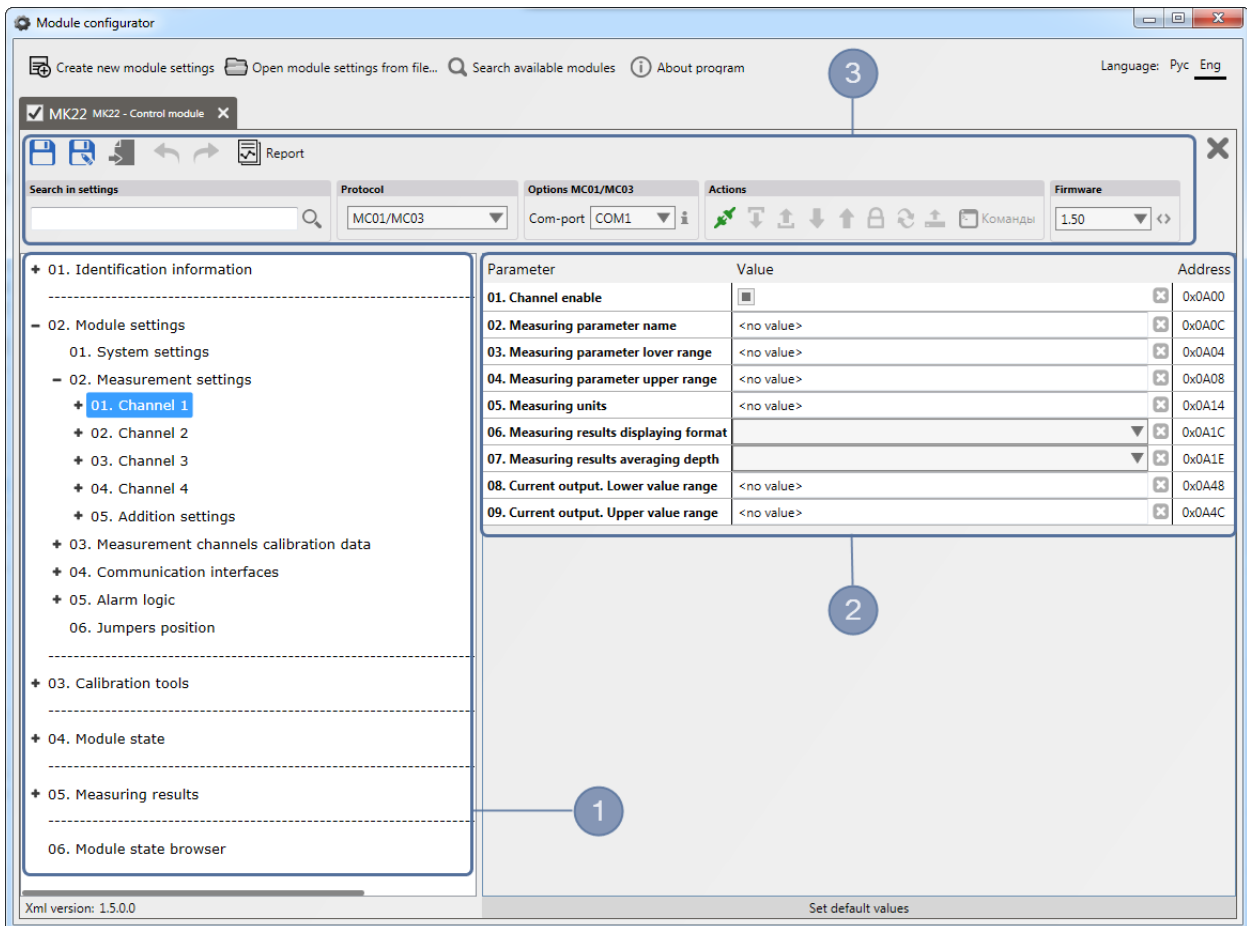 Module configurator
Create new module settings Open module settings from file... Search available modules About program Language: Рус Eng
3
MK22 MK22 - Control module
Report
Search in settings Protocol Options MC01/MC03 Actions Firmware
MC01/MC03 Com-port COM1 Команды 1.50
01. Identification information
02. Module settings
01. System settings
02. Measurement settings
01. Channel 1
02. Channel 2
03. Channel 3
04. Channel 4
05. Addition settings
03. Measurement channels calibration data
04. Communication interfaces
05. Alarm logic
06. Jumpers position
03. Calibration tools
04. Module state
05. Measuring results
06. Module state browser
1
Parameter Value Address
01. Channel enable 0x0A00
02. Measuring parameter name <no value> 0x0A0C
03. Measuring parameter lover range <no value> 0x0A04
04. Measuring parameter upper range <no value> 0x0A08
05. Measuring units <no value> 0x0A14
06. Measuring results displaying format 0x0A1C
07. Measuring results averaging depth 0x0A1E
08. Current output. Lower value range <no value> 0x0A48
09. Current output. Upper value range <no value> 0x0A4C
2
Xml version: 1.5.0.0 Set default values